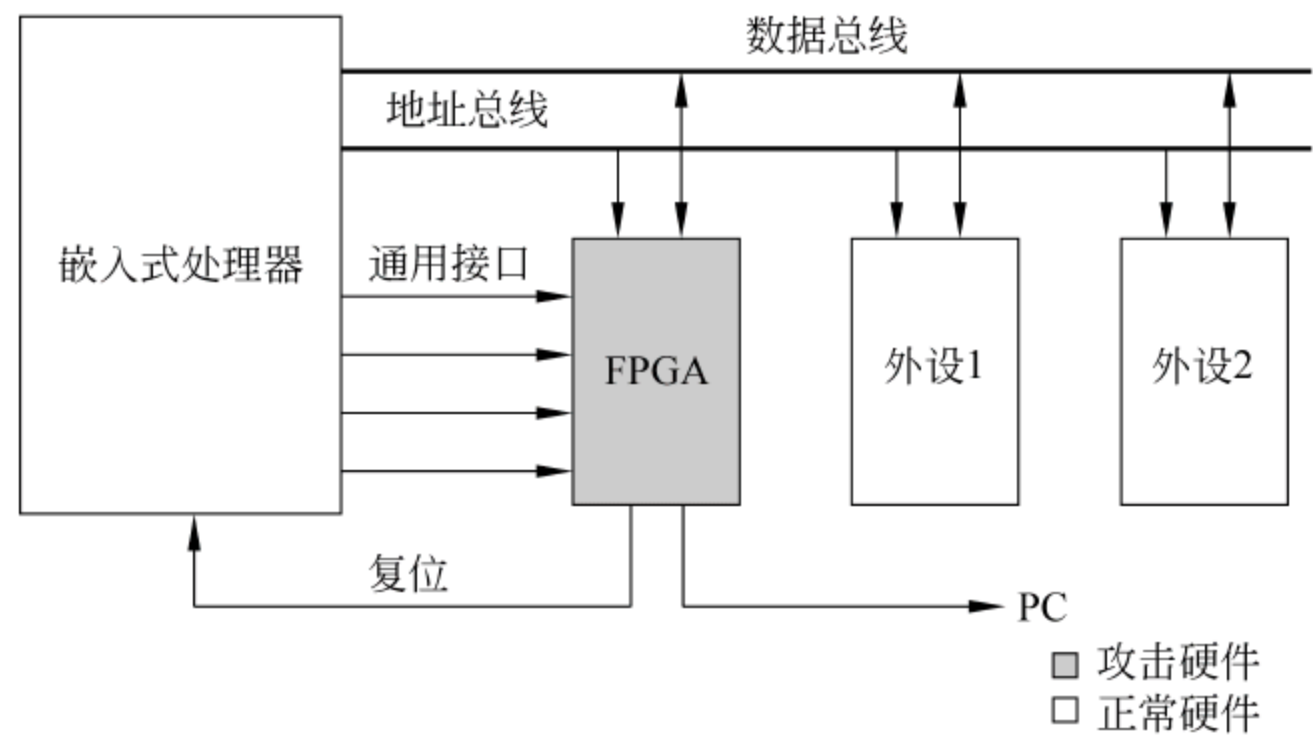 数据总线
地址总线
嵌入式处理器
通用接口
FPGA
外设1
外设2
复位
PC
攻击硬件
正常硬件